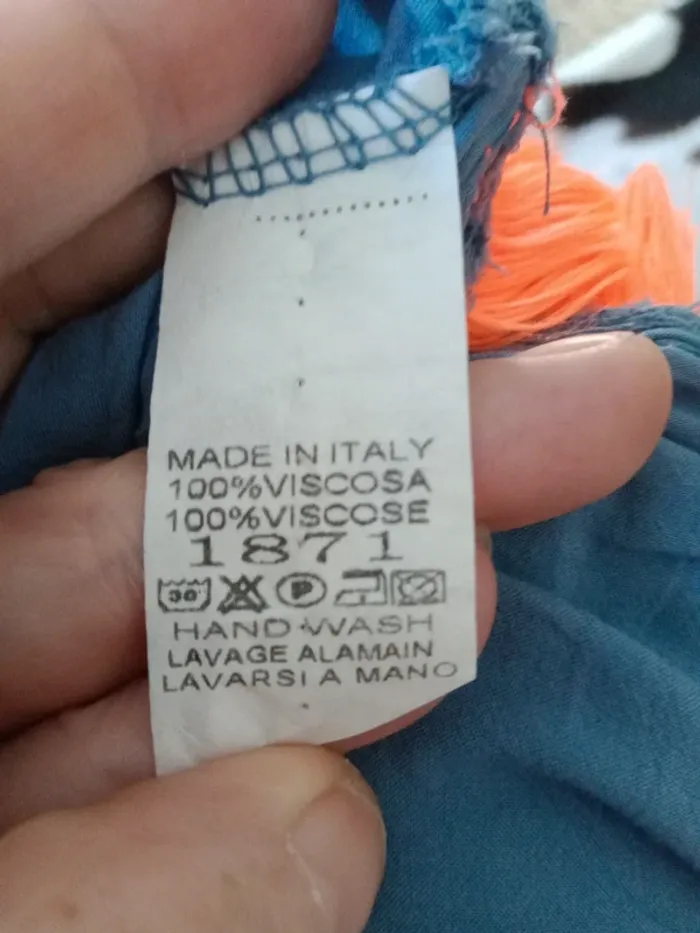 MADE IN ITALY
100%VISCOSA
100%VISCOSE
1871
30 P
HAND WASH
LAVAGE ALAMAIN
LAVARSI A MANO